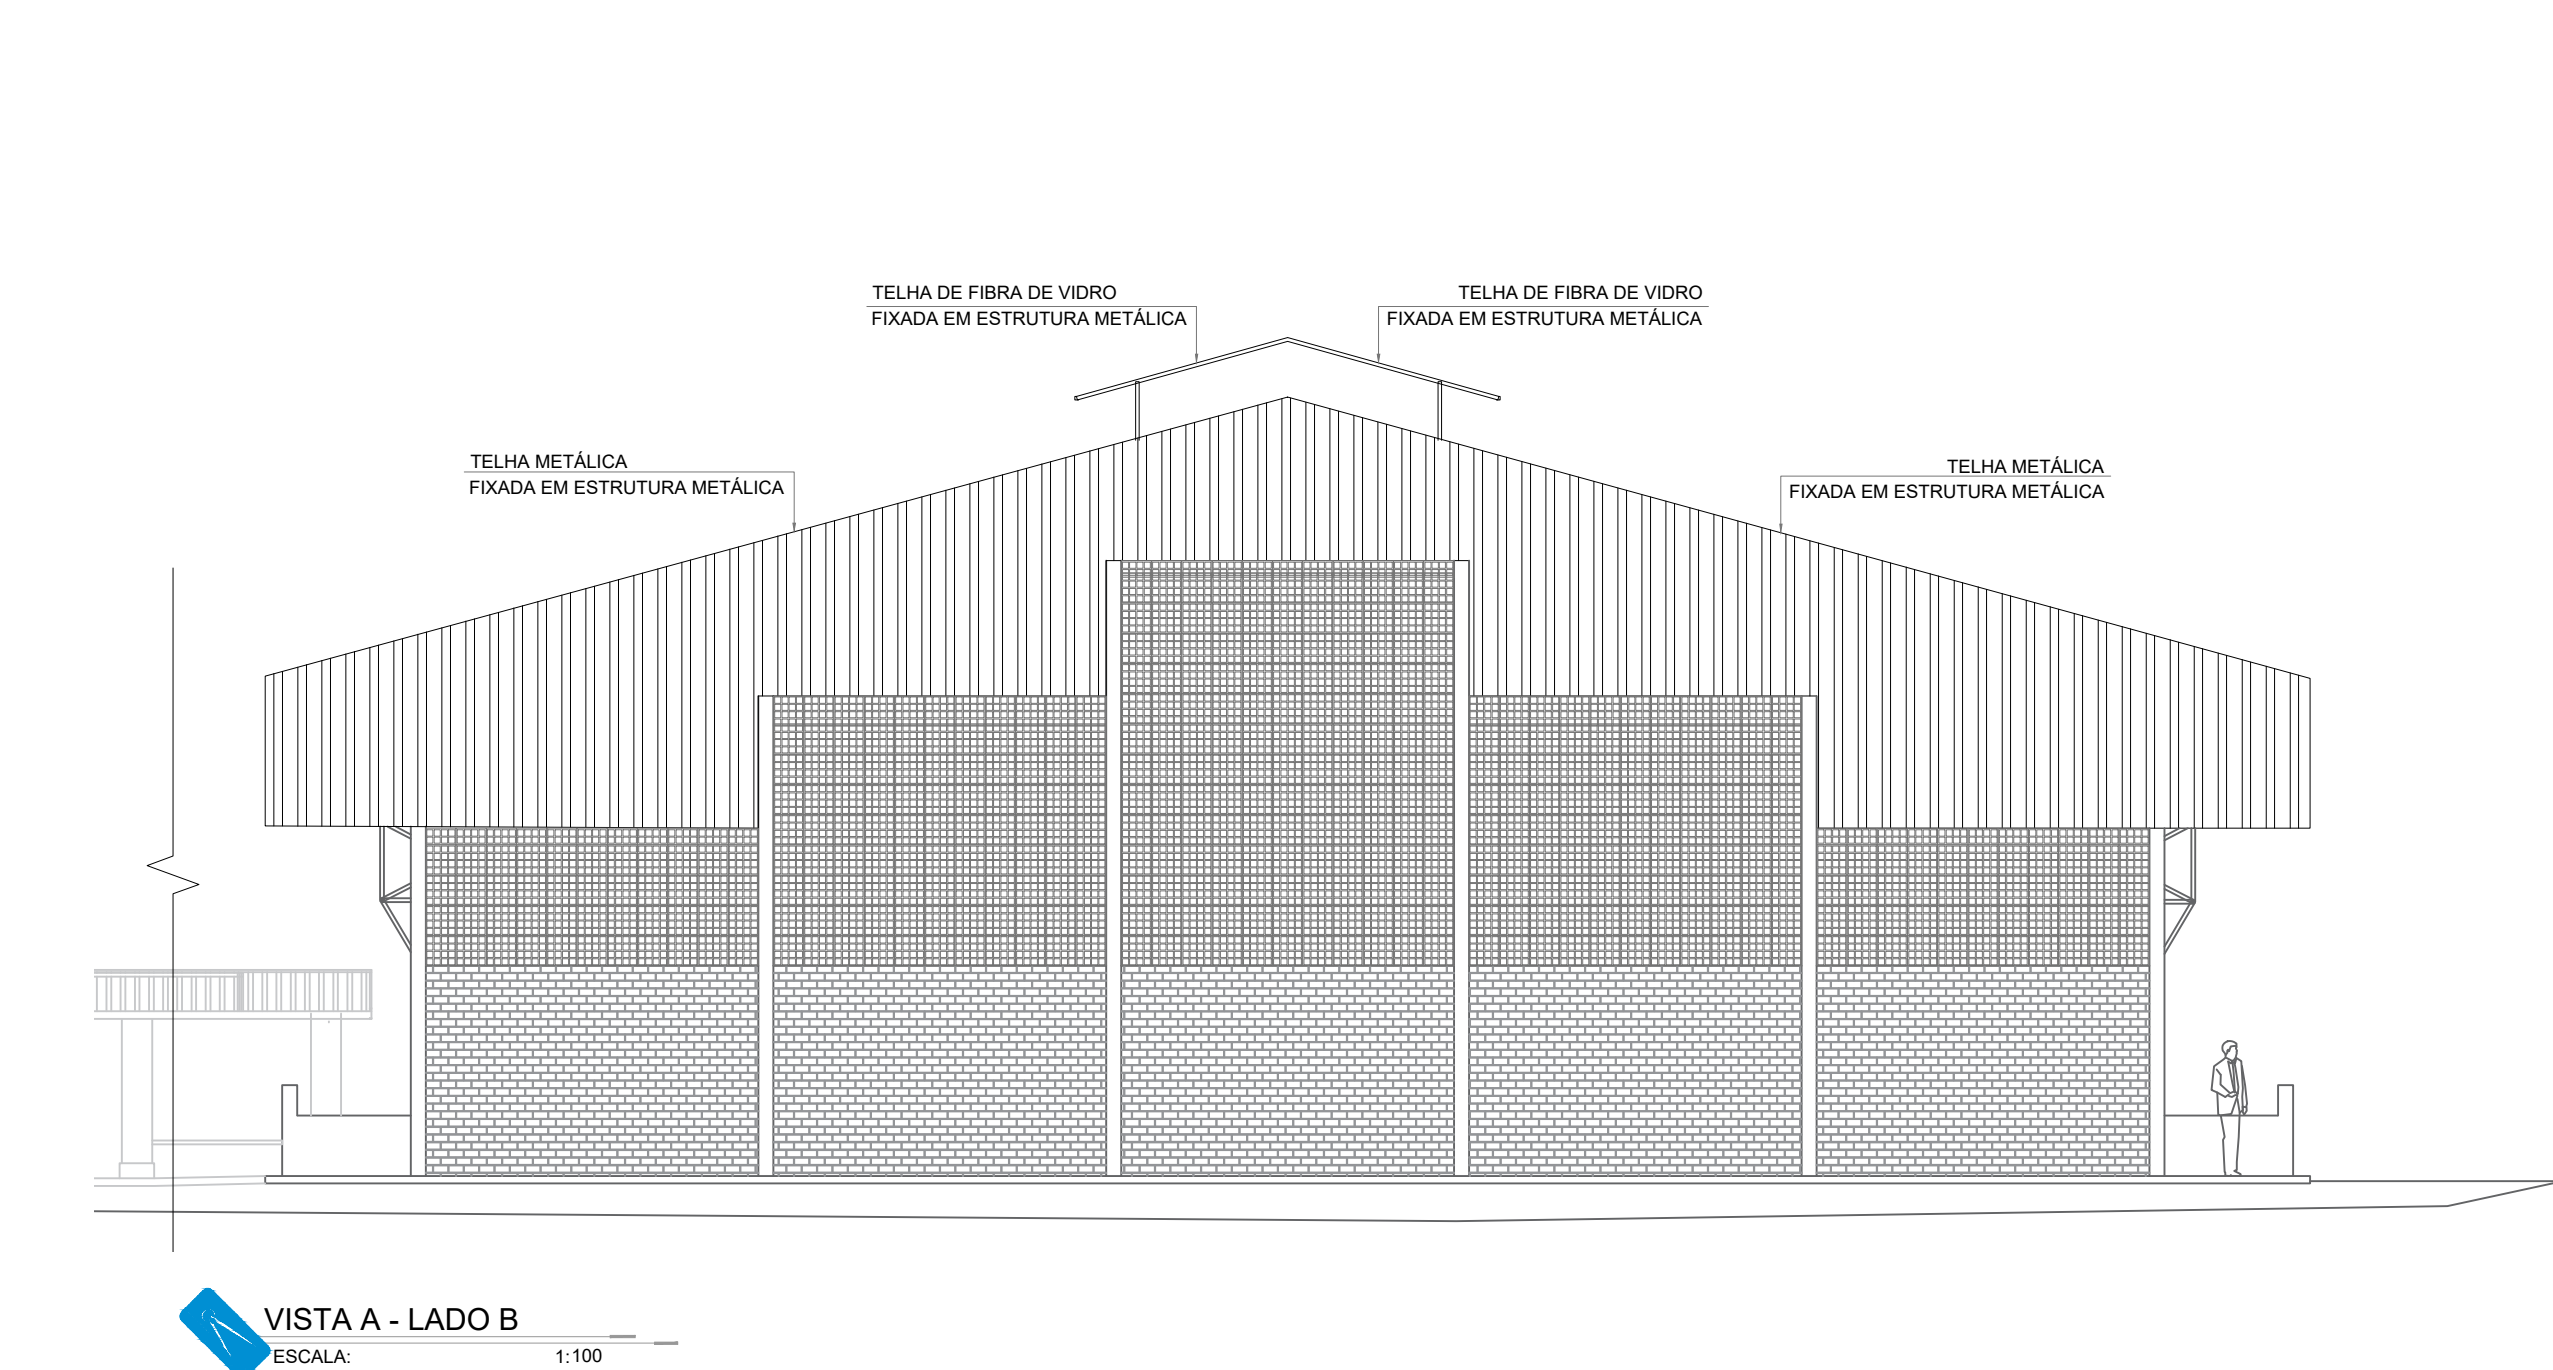 TELHA DE FIBRA DE VIDRO
FIXADA EM ESTRUTURA METÁLICA
TELHA DE FIBRA DE VIDRO
FIXADA EM ESTRUTURA METÁLICA
TELHA METÁLICA
FIXADA EM ESTRUTURA METÁLICA
TELHA METÁLICA
FIXADA EM ESTRUTURA METÁLICA
VISTA A - LADO B
ESCALA: 1:100